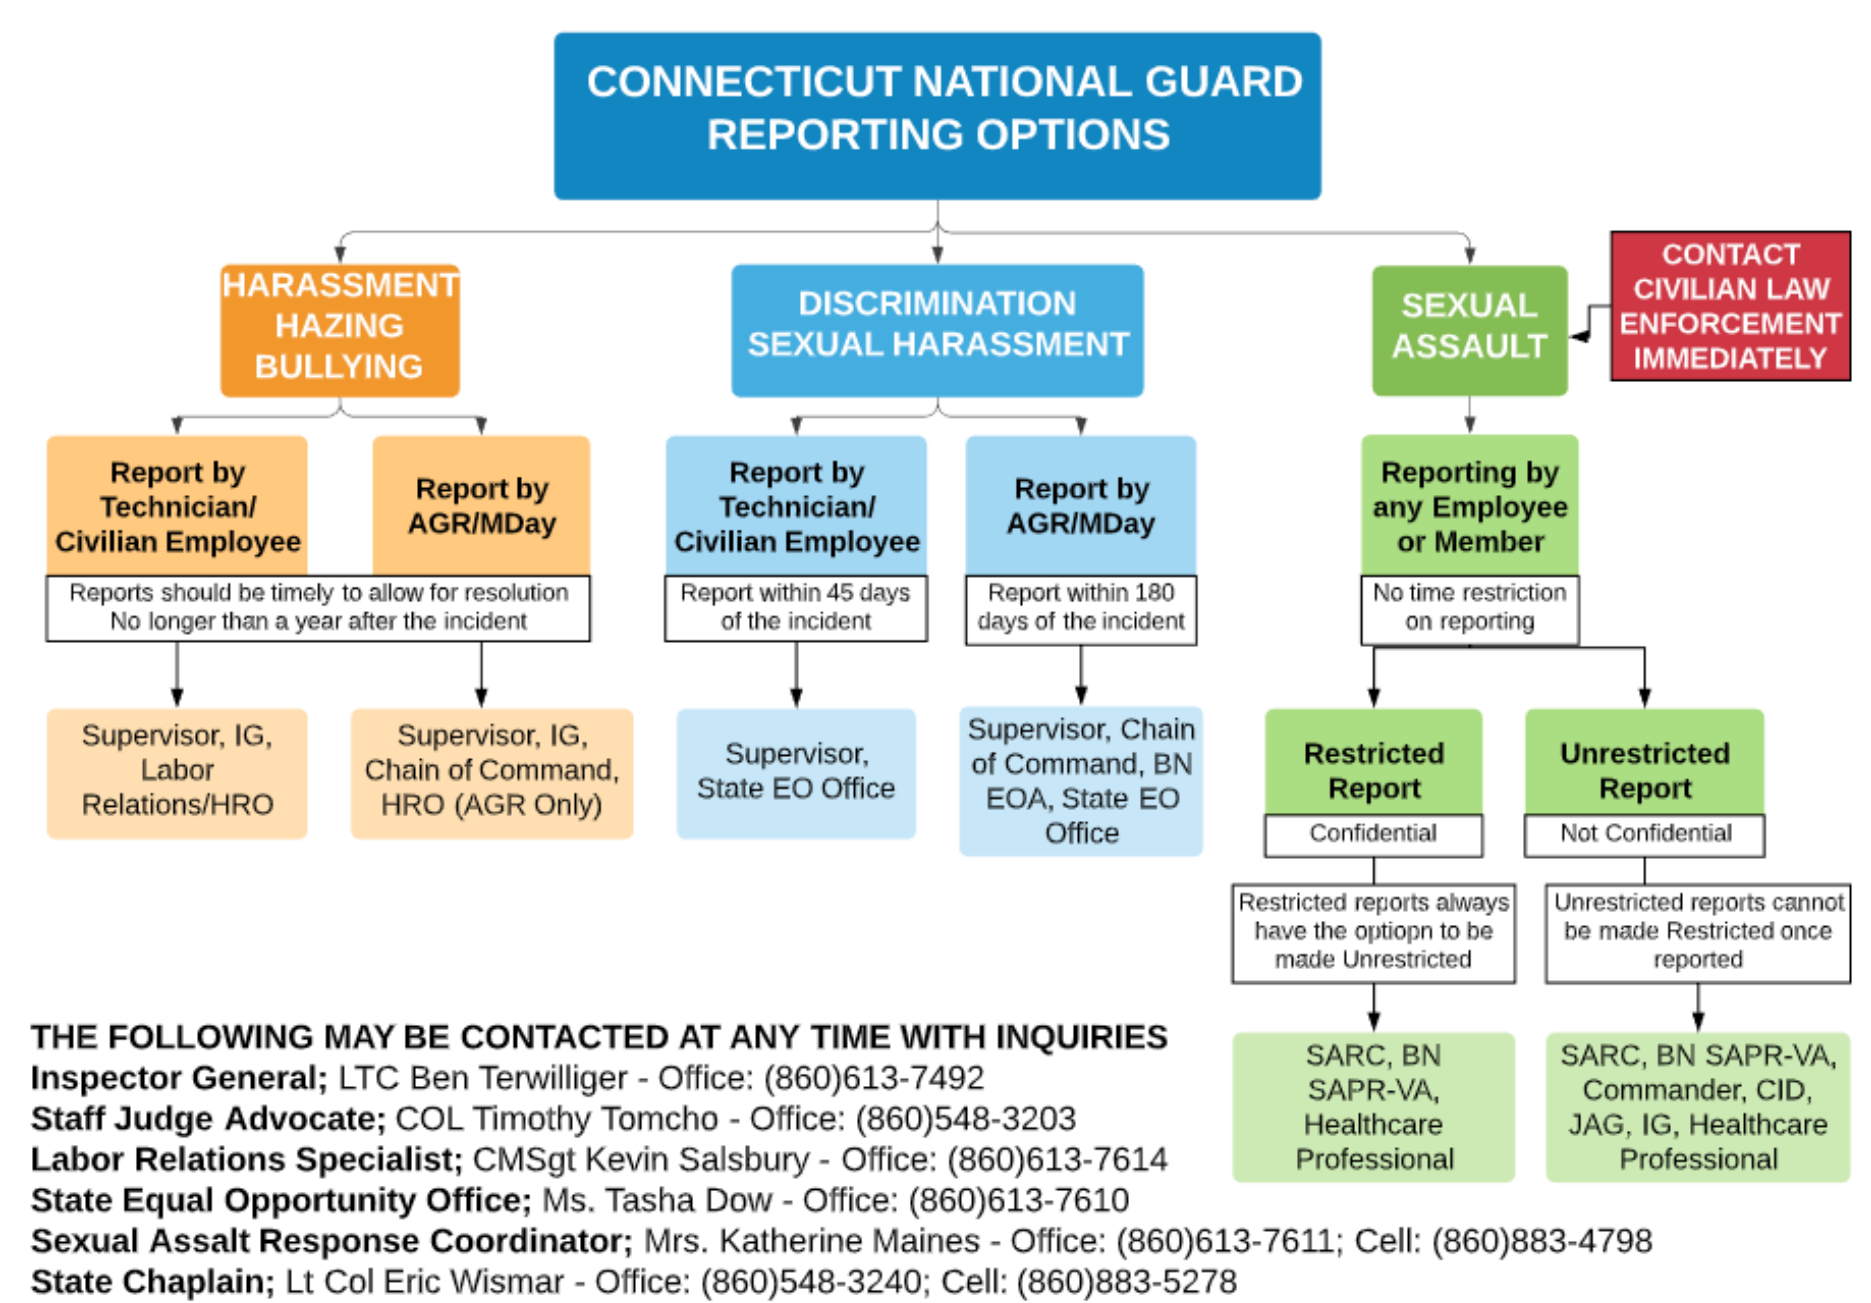 CONNECTICUT NATIONAL GUARD
REPORTING OPTIONS
HARASSMENT
HAZING
BULLYING
DISCRIMINATION
SEXUAL HARASSMENT
SEXUAL
ASSAULT
CONTACT
CIVILIAN LAW
ENFORCEMENT
IMMEDIATELY
Report by
Technician/
Civilian Employee
Report by
AGR/MDay
Reports should be timely to allow for resolution
No longer than a year after the incident
Supervisor, IG,
Labor
Relations/HRO
Supervisor, IG,
Chain of Command,
HRO (AGR Only)
Report by
Technician/
Civilian Employee
Report within 45 days
of the incident
Supervisor,
State EO Office
Report by
AGR/MDay
Report within 180
days of the incident
Supervisor, Chain
of Command, BN
EOA, State EO
Office
Reporting by
any Employee
or Member
No time restriction
on reporting
Restricted
Report
Confidential
Restricted reports always
have the optiopn to be
made Unrestricted
SARC, BN
SAPR-VA,
Healthcare
Professional
Unrestricted
Report
Not Confidential
Unrestricted reports cannot
be made Restricted once
reported
SARC, BN SAPR-VA,
Commander, CID,
JAG, IG, Healthcare
Professional
THE FOLLOWING MAY BE CONTACTED AT ANY TIME WITH INQUIRIES
Inspector General; LTC Ben Terwilliger - Office: (860)613-7492
Staff Judge Advocate; COL Timothy Tomcho - Office: (860)548-3203
Labor Relations Specialist; CMSgt Kevin Salsbury - Office: (860)613-7614
State Equal Opportunity Office; Ms. Tasha Dow - Office: (860)613-7610
Sexual Assalt Response Coordinator; Mrs. Katherine Maines - Office: (860)613-7611; Cell: (860)883-4798
State Chaplain; Lt Col Eric Wismar - Office: (860)548-3240; Cell: (860)883-5278